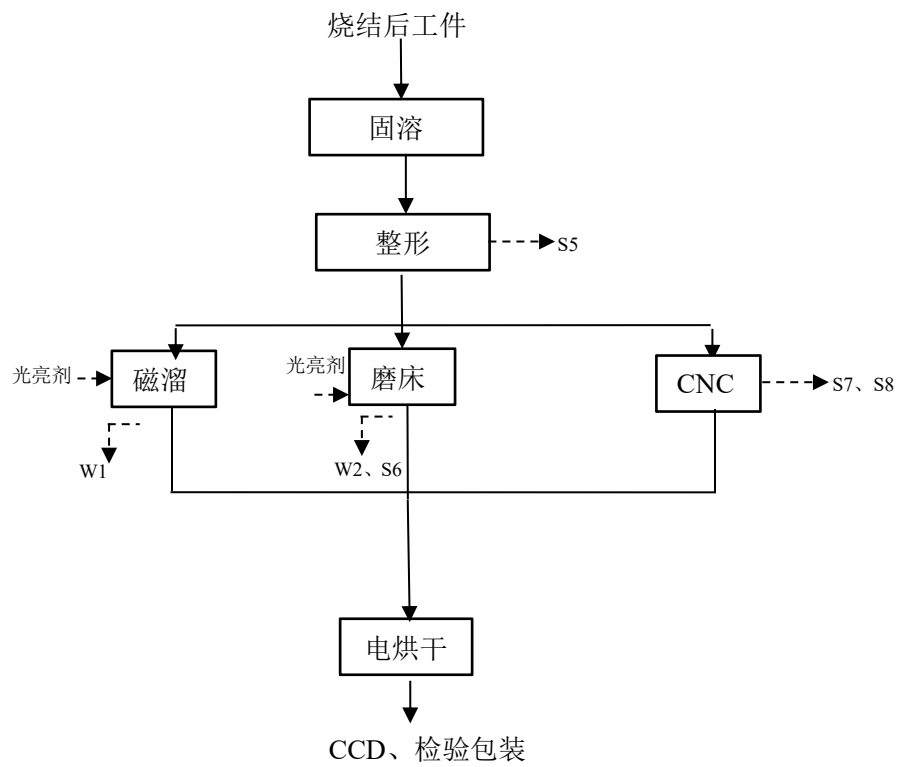 烧结后工件
固溶
整形
S5
光亮剂
磁溜
光亮剂
磨床
CNC
S7、S8
W1
W2、S6
电烘干
CCD、检验包装